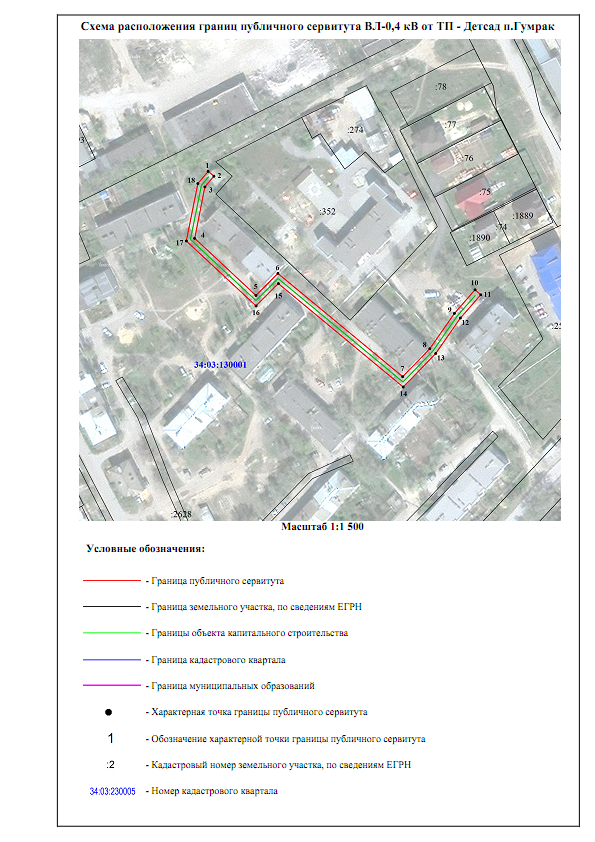 Схема расположения границ публичного сервитута ВЛ-0,4 кВ от ТП - Детсад п.Гумрак
:78
:77
:274
:76
:75
:352
:1889
:74
:1890
1
2
18
3
4
17
6
5
15
16
10
11
9
12
8
13
7
14
34:03:130001
:2628
Масштаб 1:1 500
Условные обозначения:
- Граница публичного сервитута
- Граница земельного участка, по сведениям ЕГРН
- Границы объекта капитального строительства
- Граница кадастрового квартала
- Граница муниципальных образований
- Характерная точка границы публичного сервитута
1 - Обозначение характерной точки границы публичного сервитута
:2 - Кадастровый номер земельного участка, по сведениям ЕГРН
34:03:230005 - Номер кадастрового квартала